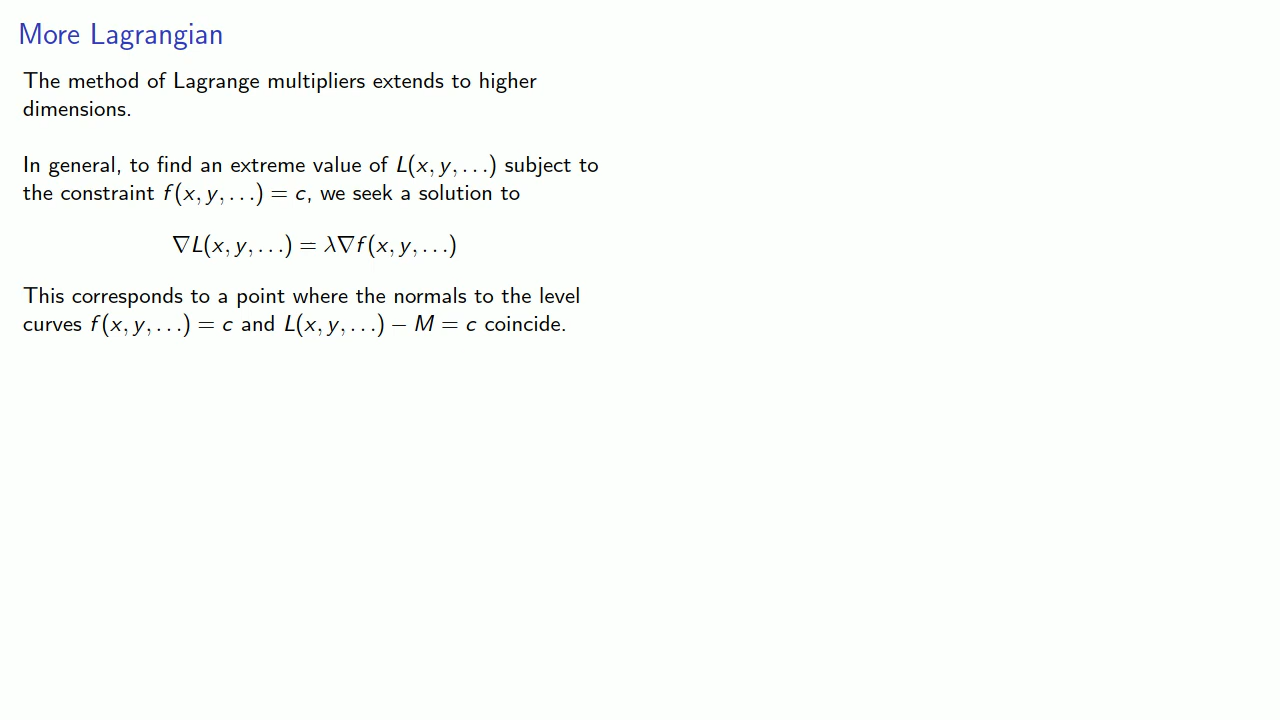 More Lagrangian
The method of Lagrange multipliers extends to higher
dimensions.
In general, to find an extreme value of L(x, y, ...) subject to
the constraint f(x, y, ...) = c, we seek a solution to
∇L(x, y, ...) = λ∇f(x, y, ...)
This corresponds to a point where the normals to the level
curves f(x, y, ...) = c and L(x, y, ...) − M = c coincide.